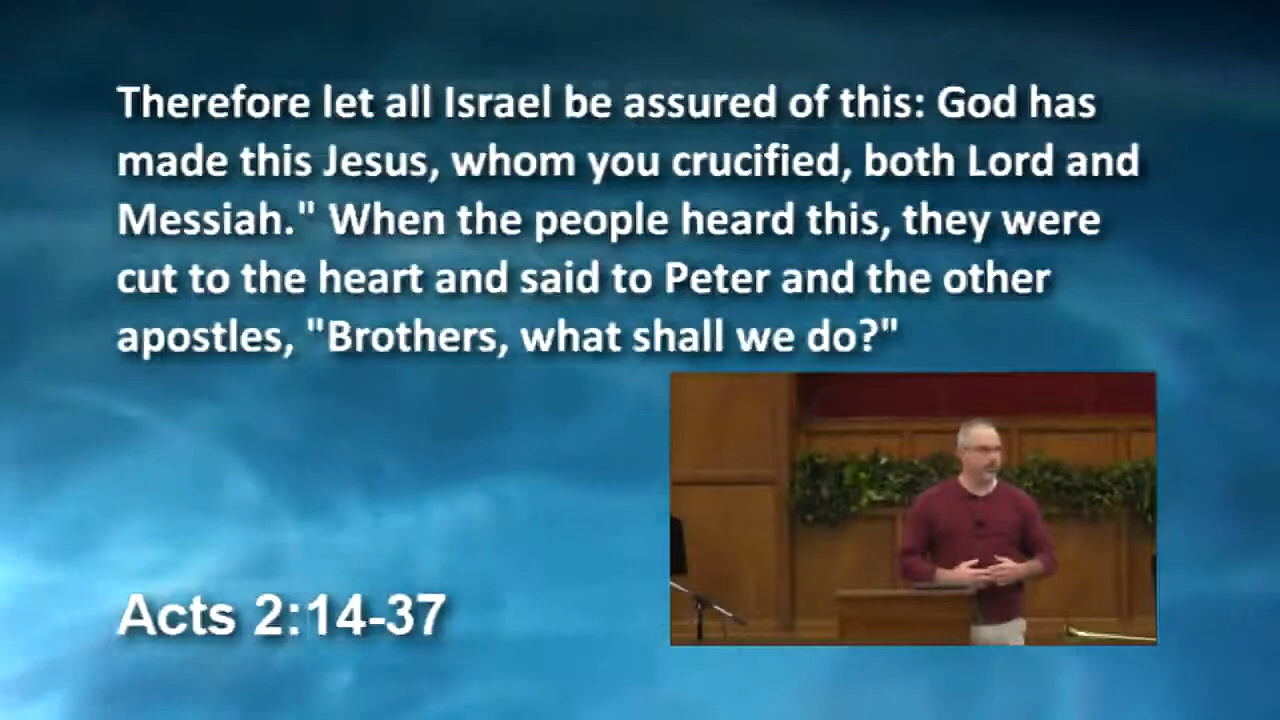 Therefore let all Israel be assured of this: God has
made this Jesus, whom you crucified, both Lord and
Messiah." When the people heard this, they were
cut to the heart and said to Peter and the other
apostles, "Brothers, what shall we do?"
Acts 2:14-37